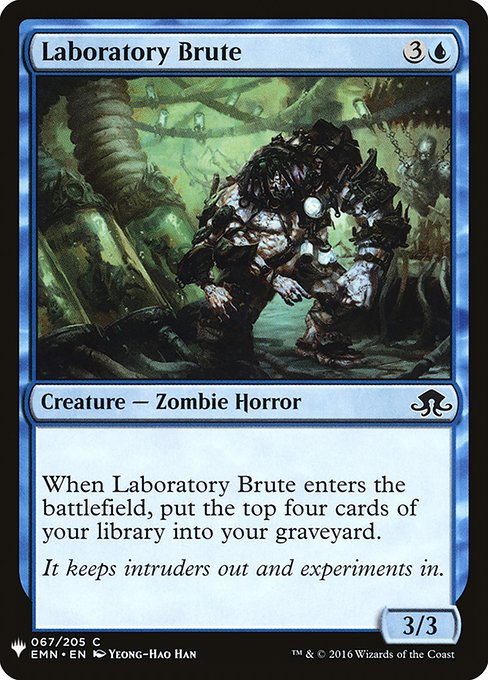 Laboratory Brute 3
Creature — Zombie Horror
When Laboratory Brute enters the
battlefield, put the top four cards of
your library into your graveyard.
It keeps intruders out and experiments in.
3/3
067/205 C
EMN • EN Yeong-Hao Han
™ & © 2016 Wizards of the Coast